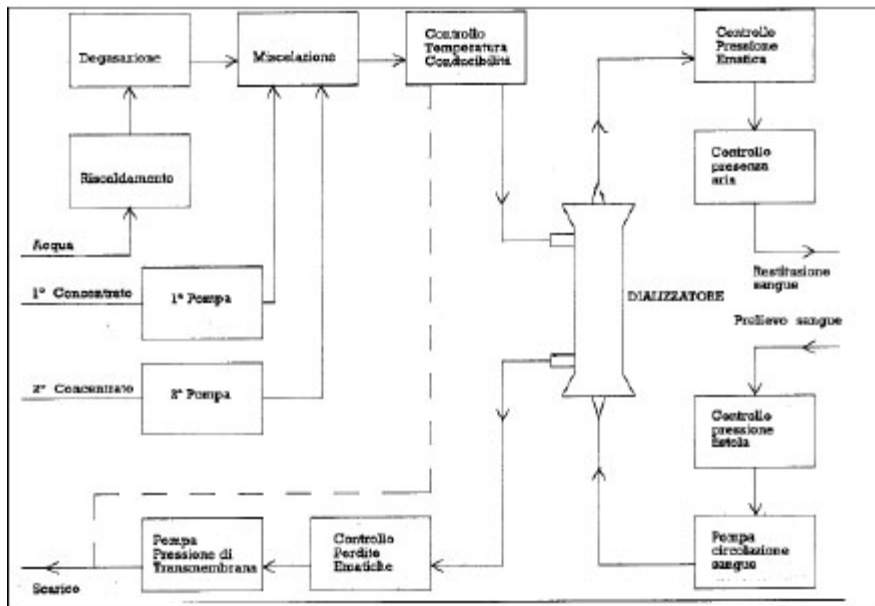 Degasazione
Miscelazione
Controllo
Temperatura
Conducibilità
Controllo
Pressione
Ematica
Riscaldamento
Controllo
presenza
aria
Acqua
Restituzione
sangue
1° Concentrato
1ª Pompa
DIALIZZATORE
Prelievo sangue
2° Concentrato
2ª Pompa
Controllo
pressione
fistola
Pompa
Pressione di
Transmembrana
Controllo
Perdite
Ematiche
Pompa
circolazione
sangue
Scarico